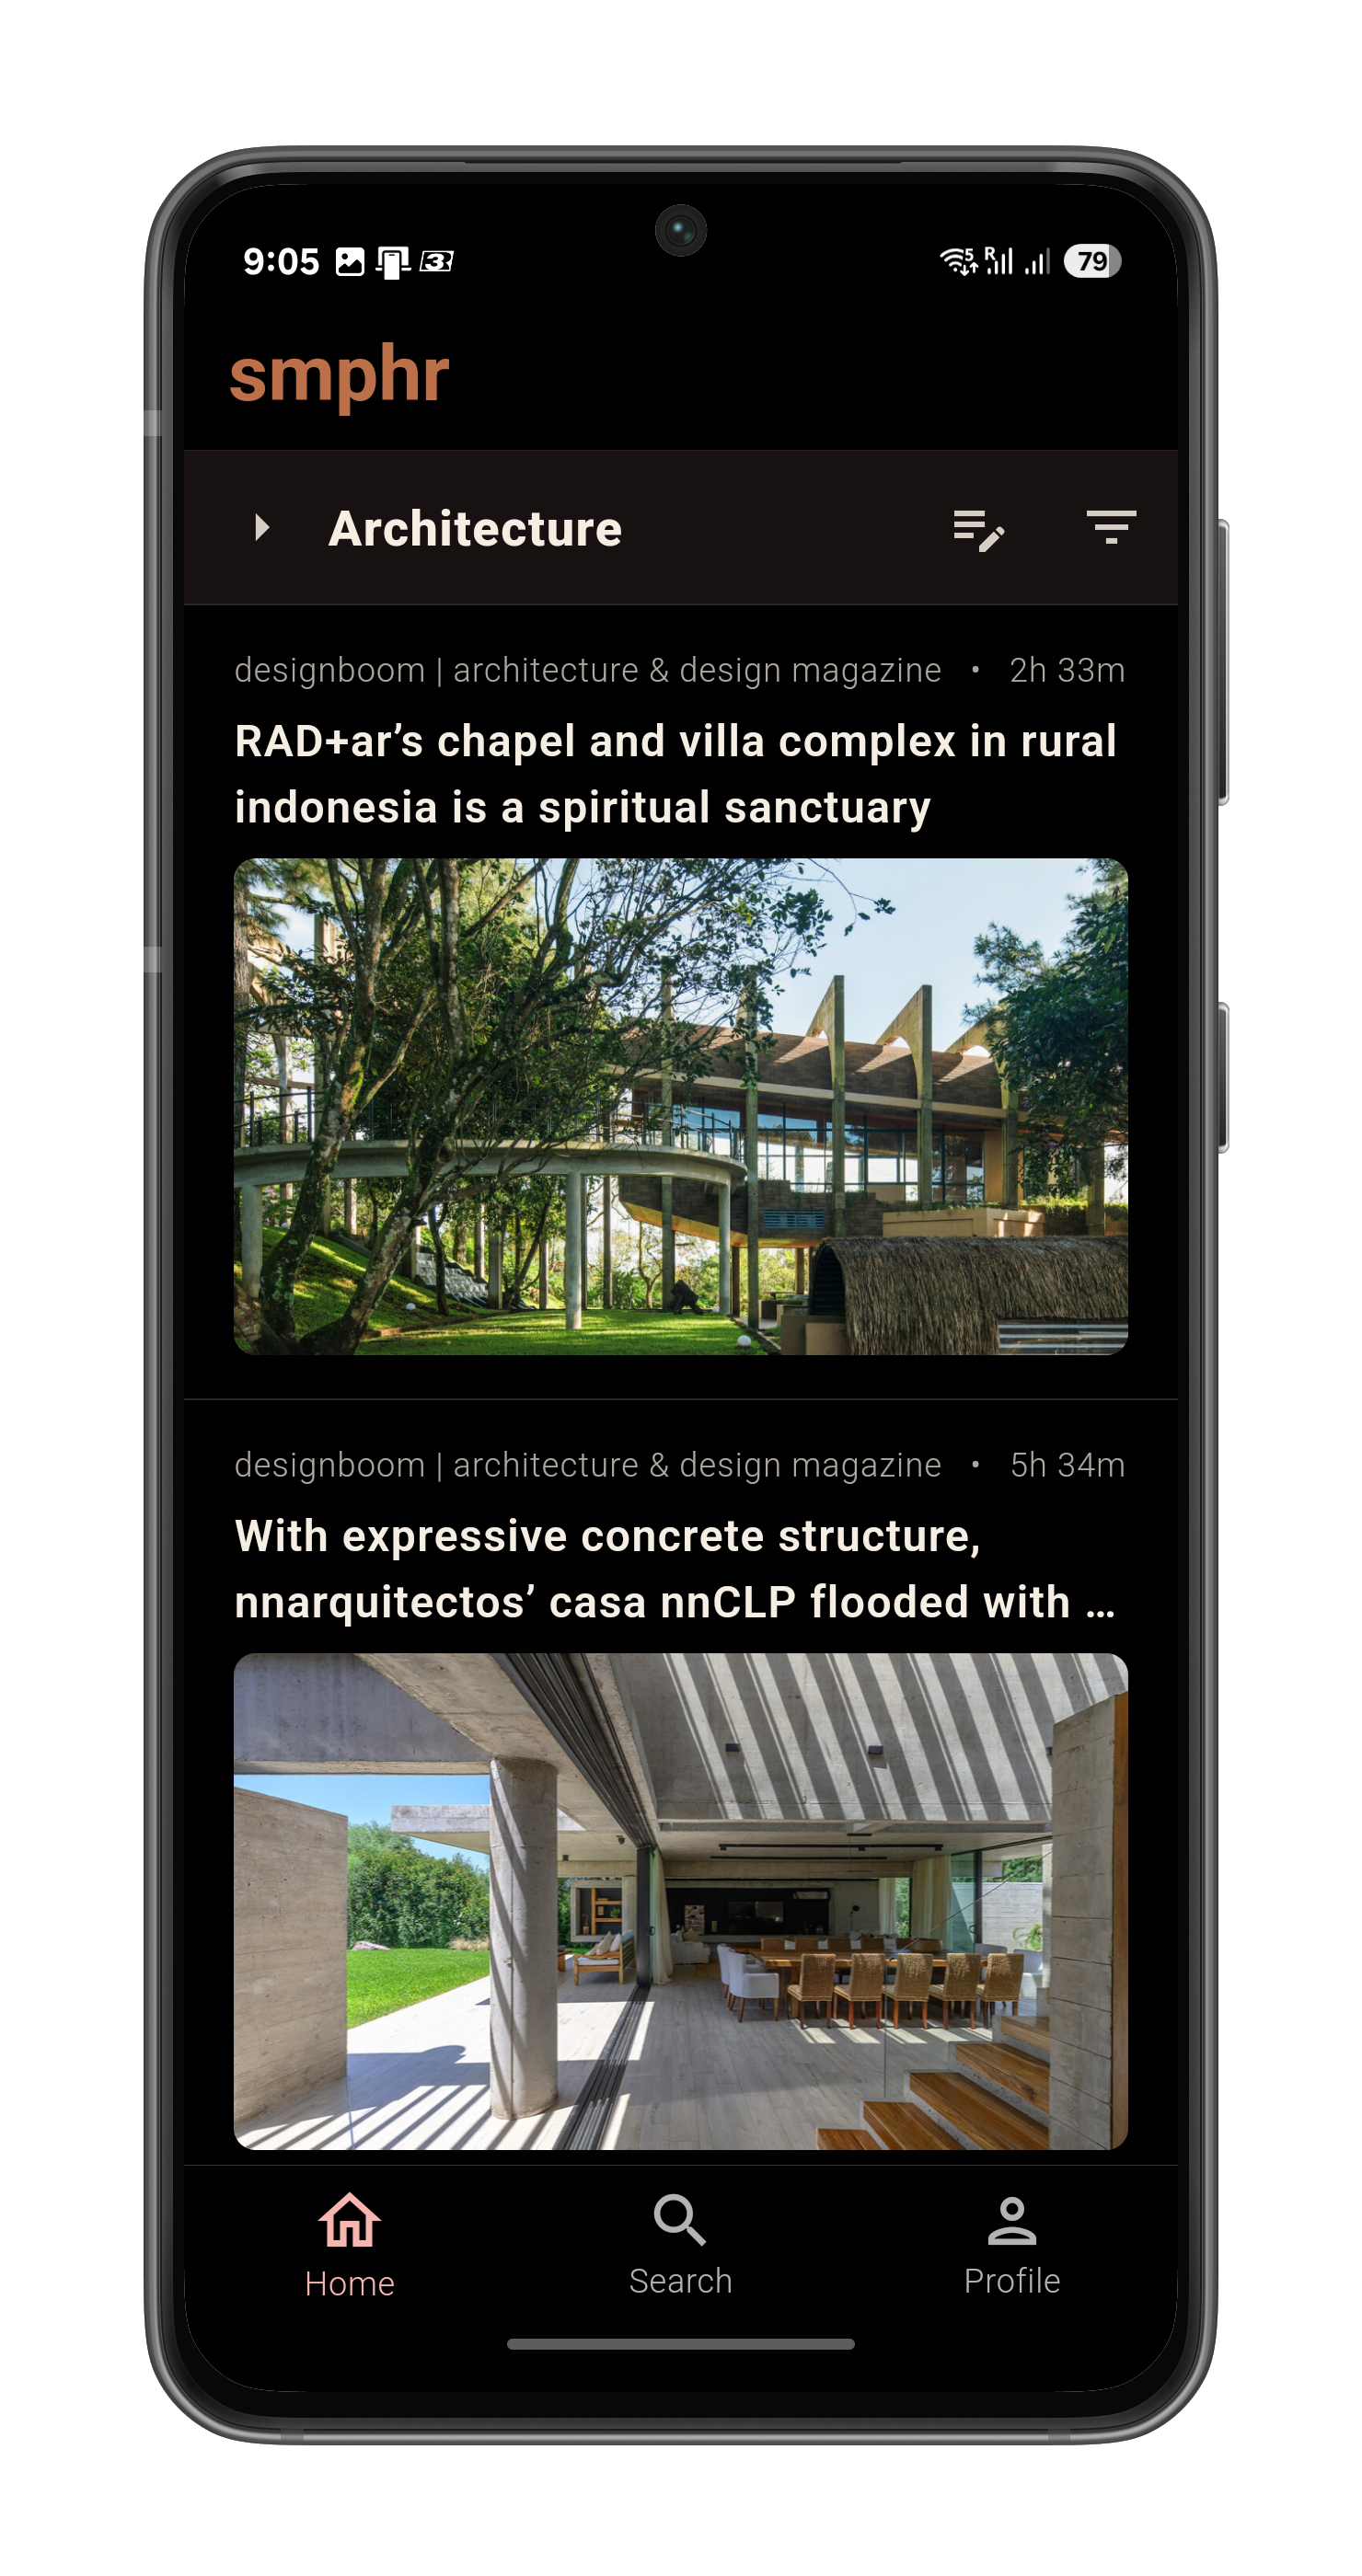 9:05
79
smphr
Architecture
designboom | architecture & design magazine • 2h 33m
RAD+ar’s chapel and villa complex in rural
indonesia is a spiritual sanctuary
designboom | architecture & design magazine • 5h 34m
With expressive concrete structure,
nnarquitectos’ casa nnCLP flooded with ...
Home
Search
Profile